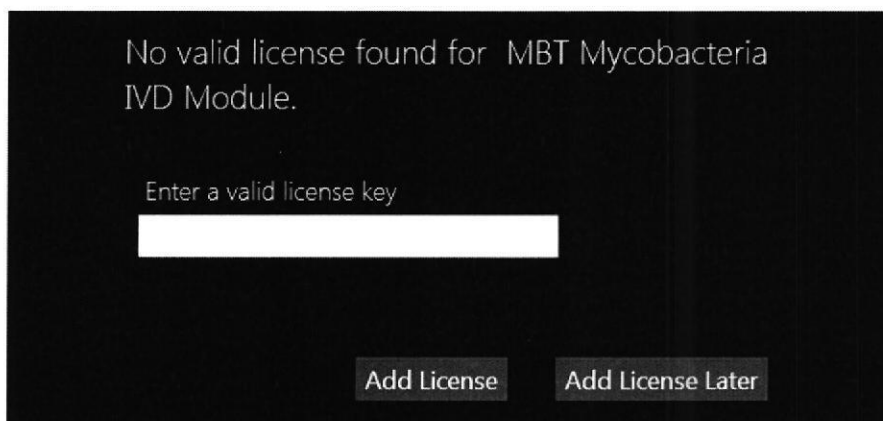 No valid license found for MBT Mycobacteria
IVD Module.
Enter a valid license key
Add License
Add License Later